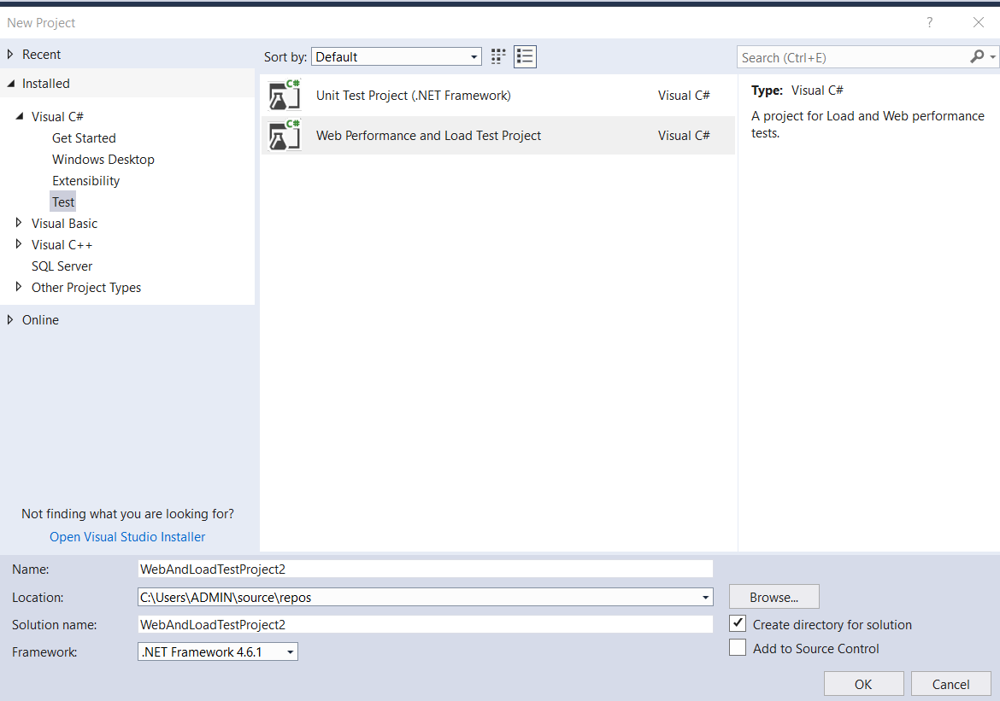 New Project
?
Recent
Sort by: Default
Search (Ctrl+E)
Installed
Visual C#
Get Started
Windows Desktop
Extensibility
Test
Visual Basic
Visual C++
SQL Server
Other Project Types
Online
C# Unit Test Project (.NET Framework) Visual C#
C# Web Performance and Load Test Project Visual C#
Type: Visual C#
A project for Load and Web performance
tests.
Not finding what you are looking for?
Open Visual Studio Installer
Name: WebAndLoadTestProject2
Location: C:\Users\ADMIN\source\repos Browse...
Solution name: WebAndLoadTestProject2 Create directory for solution
Framework: .NET Framework 4.6.1 Add to Source Control
OK Cancel